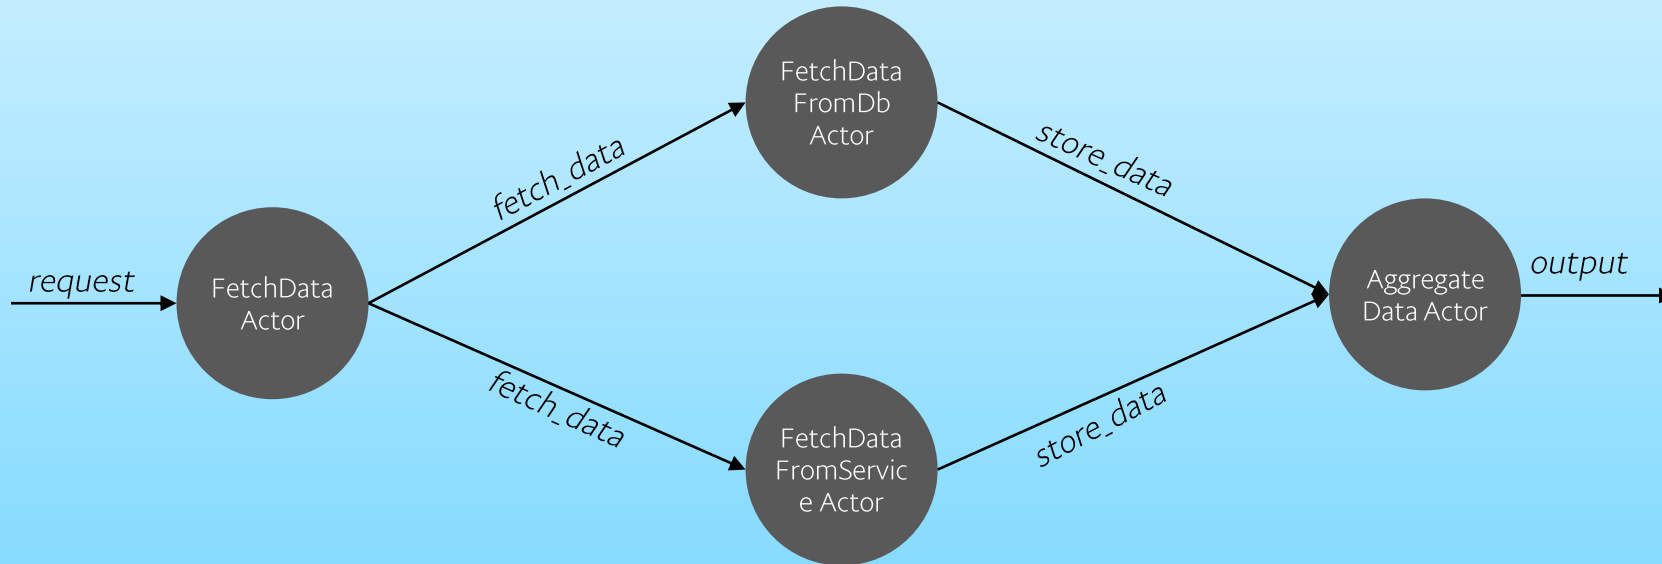 request
FetchData
Actor
fetch_data
fetch_data
FetchData
FromDb
Actor
FetchData
FromServic
e Actor
store_data
store_data
Aggregate
Data Actor
output